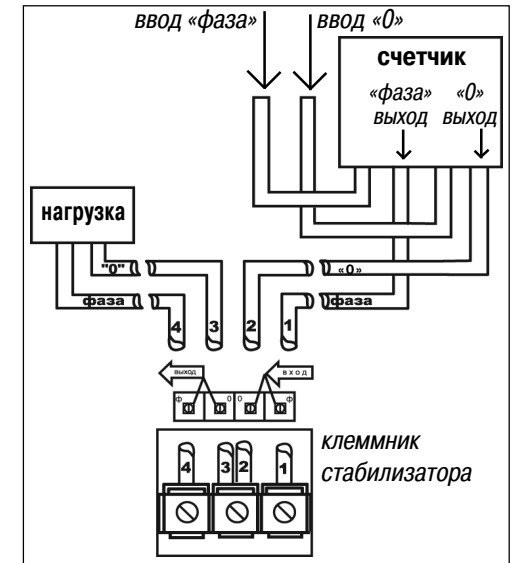 ввод «фаза» ввод «0»
счетчик
«фаза» «0»
выход выход
нагрузка
"0" «0»
фаза фаза
4 3 2 1
выход вход
Ф 0 0 Ф
4 3 2 1
клеммник
стабилизатора